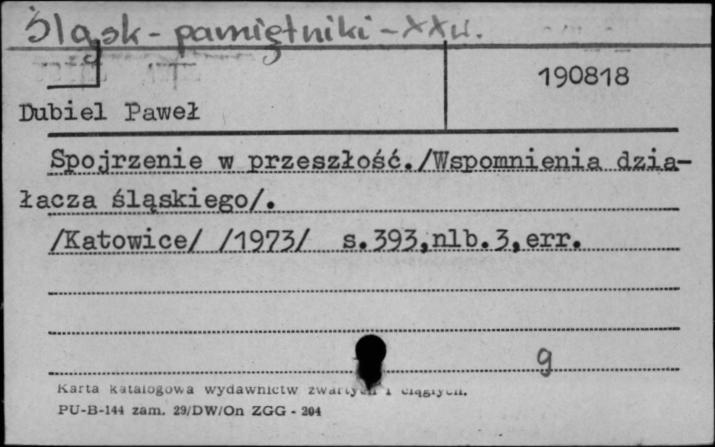 Śląsk - pamiętniki - XX w.
190818
Dubiel Paweł
Spojrzenie w przeszłość./Wspomnienia dzia-
łacza śląskiego/.
/Katowice/ /1973/ s.393,nlb.3,err.
g
Karta katalogowa wydawnictw zwartych i ciągłych.
PU-B-144 zam. 29/DW/On ZGG - 204